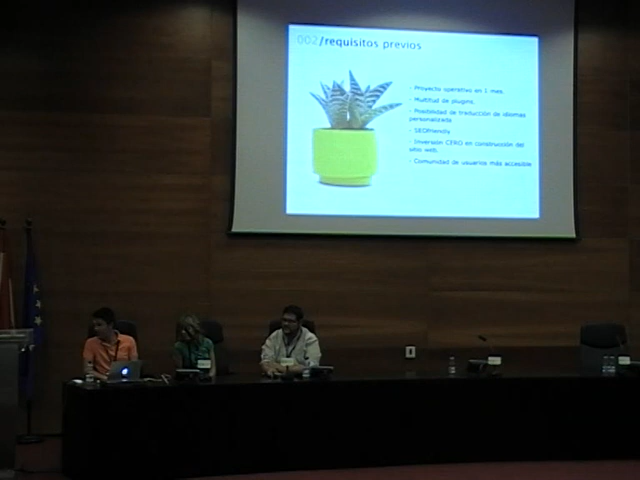 002/requisitos previos
- Proyecto operativo en 1 mes.
- Multitud de plugins.
- Posibilidad de traducción de idiomas
personalizada
- SEOfriendly
- Inversión CERO en construcción del
sitio web.
- Comunidad de usuarios más accesible